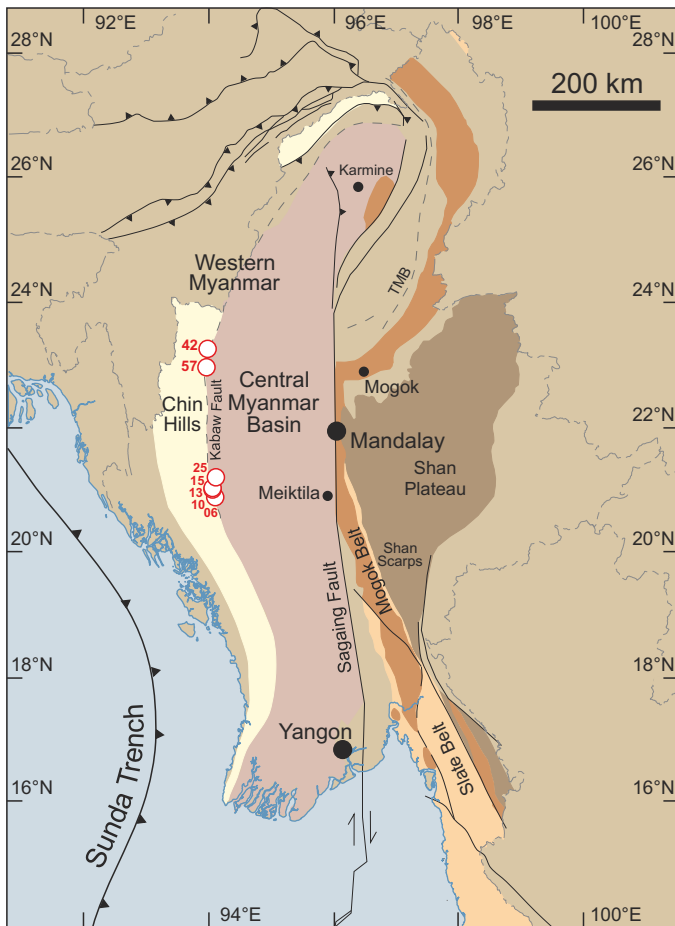 92°E
96°E
98°E
100°E
28°N
28°N
200 km
26°N
26°N
Karmine
Western
Myanmar
TMB
24°N
24°N
42
57
Mogok
Chin
Hills
Kabaw Fault
Central
Myanmar
Basin
22°N
22°N
Mandalay
Shan
Plateau
25
15
13
10
06
Meiktila
20°N
20°N
Shan
Scarps
Mogok Belt
Sagaing Fault
18°N
18°N
Yangon
Slate Belt
Sunda Trench
16°N
16°N
94°E
96°E
100°E